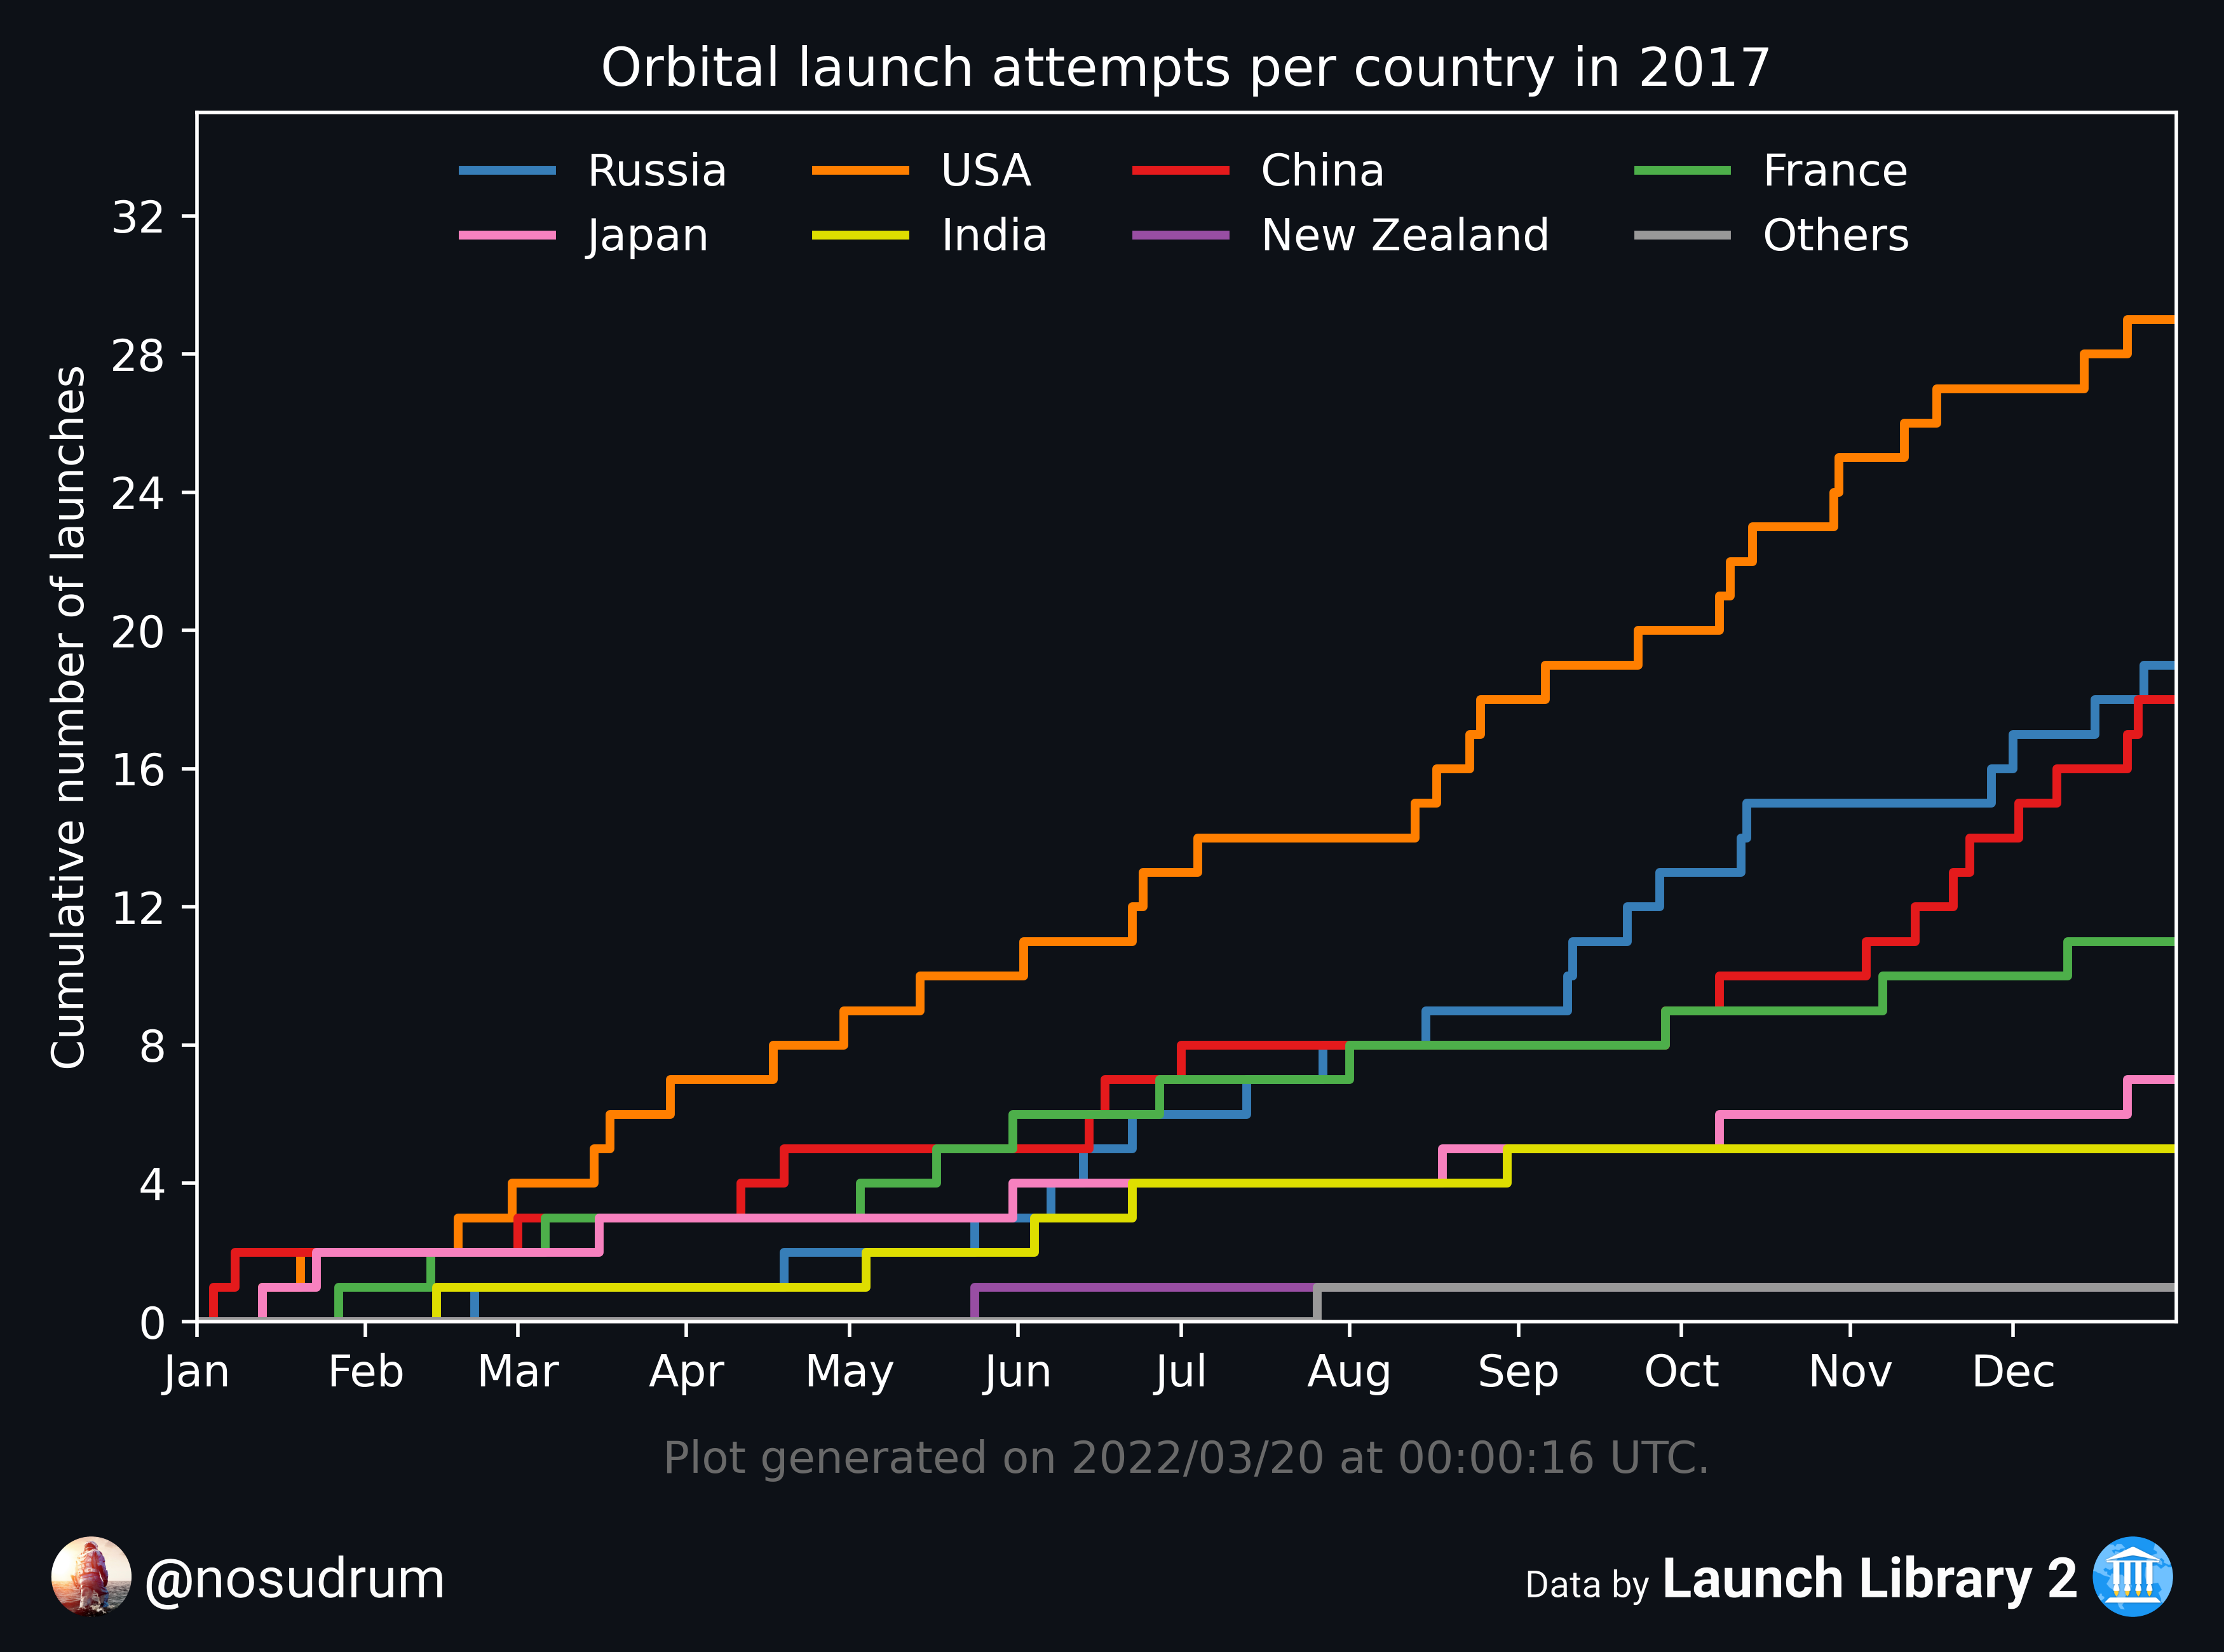 Orbital launch attempts per country in 2017
Russia USA China France
Japan India New Zealand Others
Cumulative number of launches
32
28
24
20
16
12
8
4
0
Jan Feb Mar Apr May Jun Jul Aug Sep Oct Nov Dec
Plot generated on 2022/03/20 at 00:00:16 UTC.
@nosudrum
Data by Launch Library 2